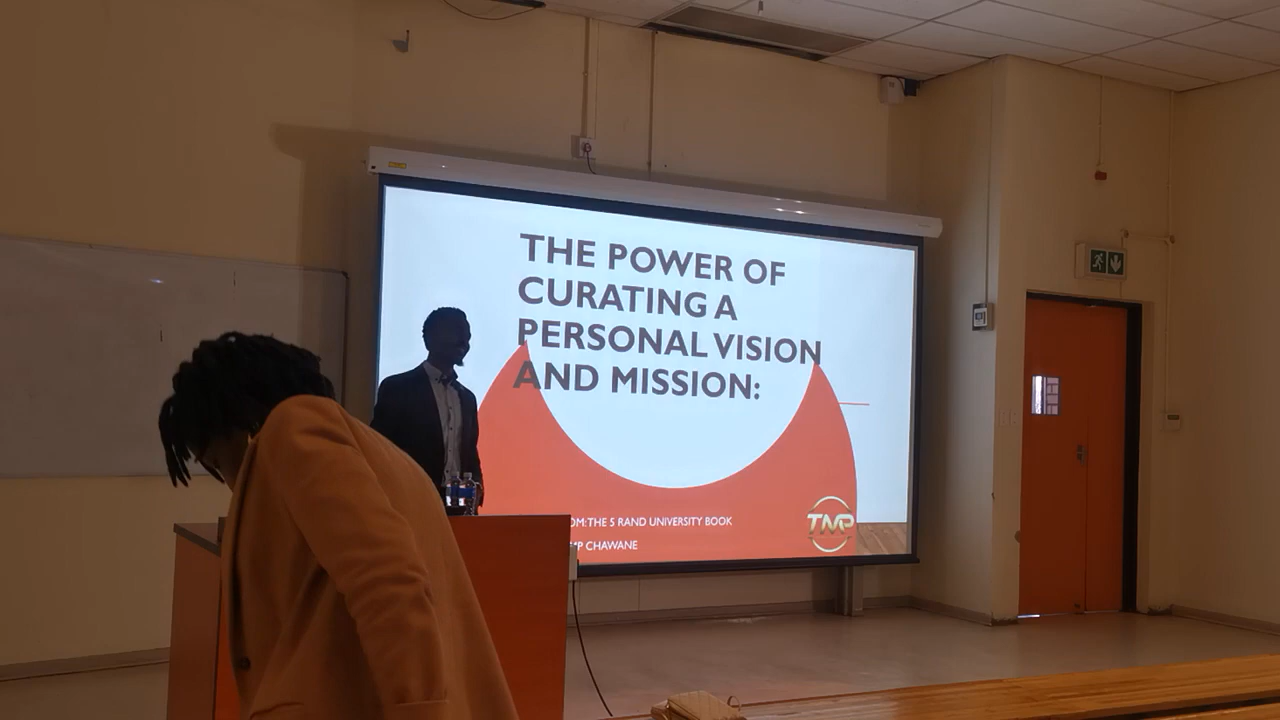 THE POWER OF
CURATING A
PERSONAL VISION
AND MISSION:
THE 5 RAND UNIVERSITY BOOK
CHAWANE
TMP